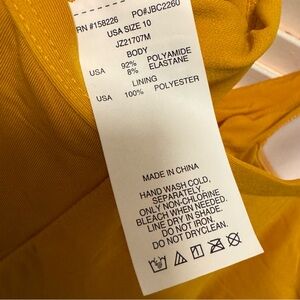 RN #158226 PO#JBC2260
USA SIZE 10
JZ21707M
BODY
USA 92% POLYAMIDE
8% ELASTANE
LINING
USA 100% POLYESTER
MADE IN CHINA
HAND WASH COLD.
SEPARATELY.
ONLY NON-CHLORINE
BLEACH WHEN NEEDED.
LINE DRY IN SHADE.
DO NOT IRON.
DO NOT DRYCLEAN.